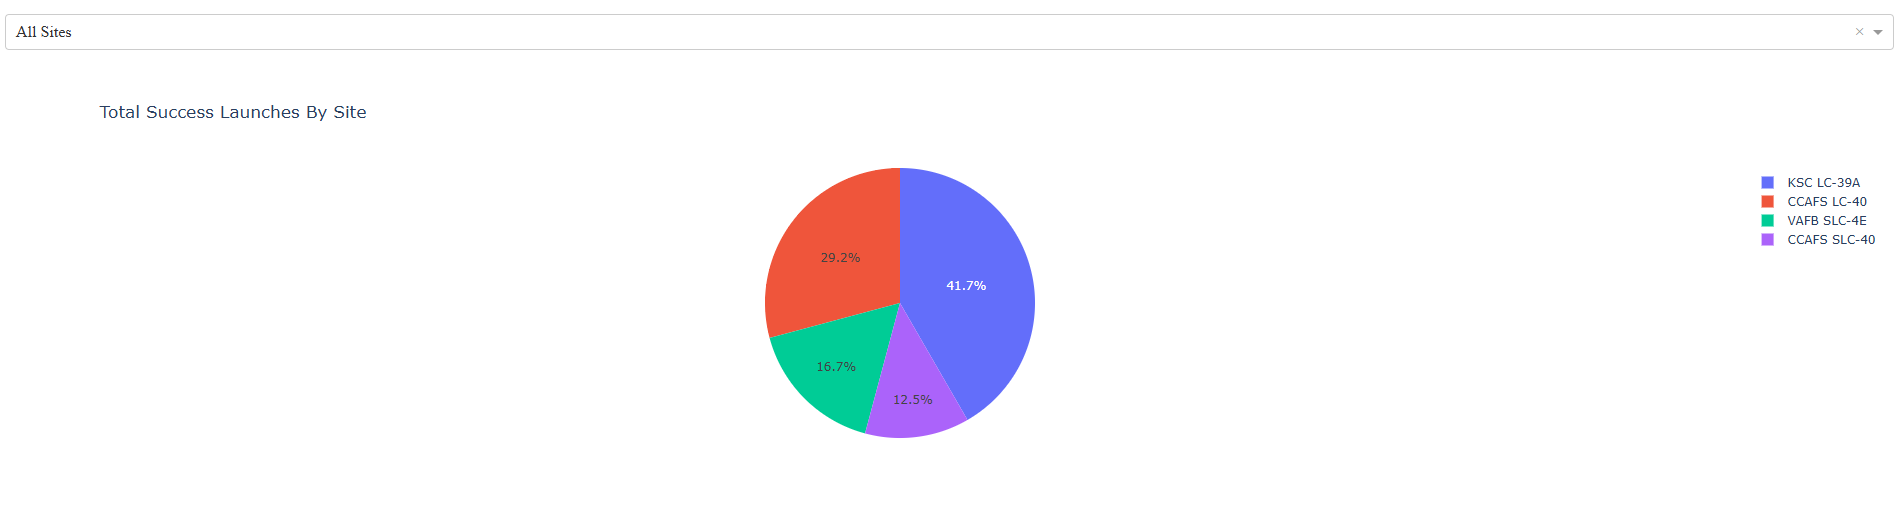 All Sites
×
Total Success Launches By Site
KSC LC-39A
CCAFS LC-40
VAFB SLC-4E
CCAFS SLC-40
29.2%
41.7%
16.7%
12.5%